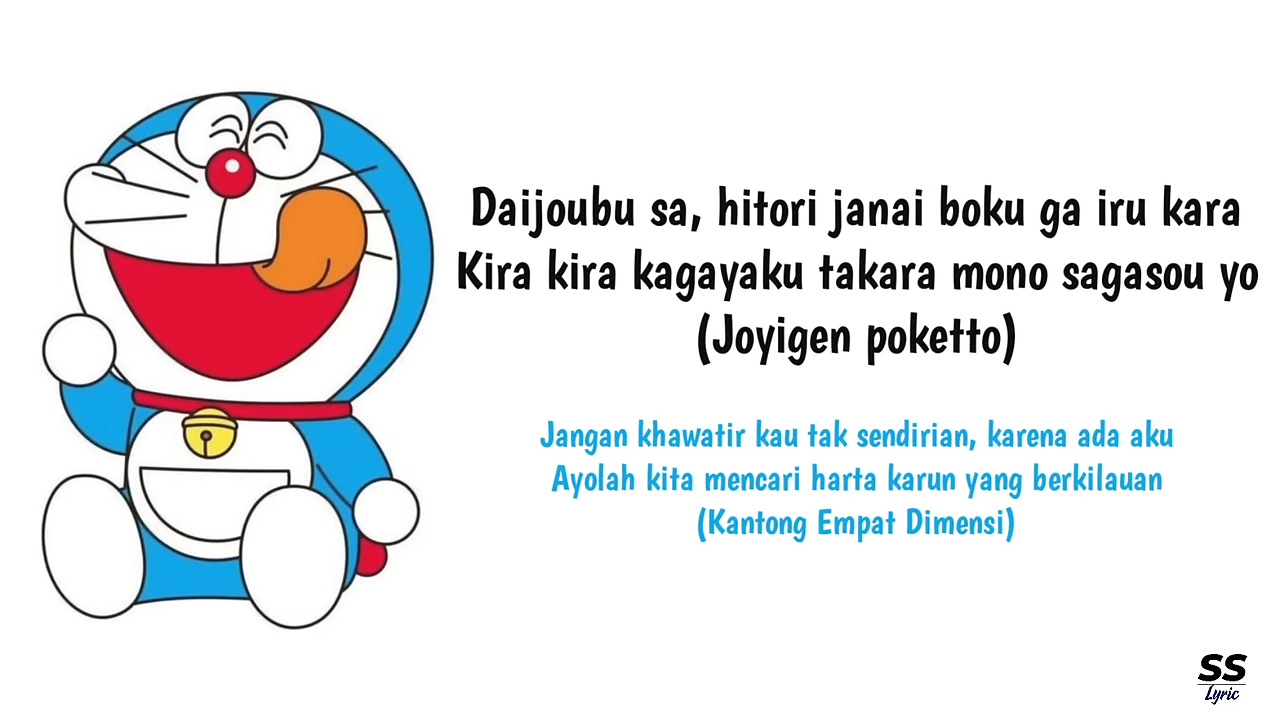 Daijoubu sa, hitori janai boku ga iru kara
Kira kira kagayaku takara mono sagasou yo
(Joyigen poketto)
Jangan khawatir kau tak sendirian, karena ada aku
Ayolah kita mencari harta karun yang berkilauan
(Kantong Empat Dimensi)
SS
Lyric